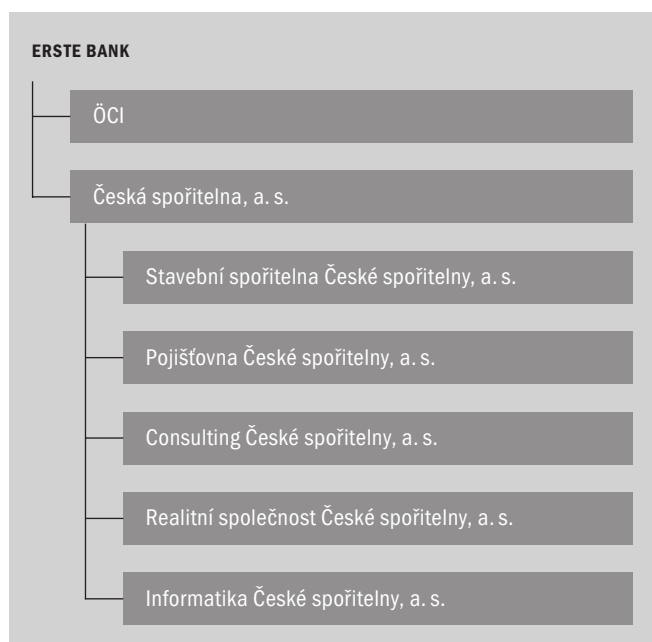 ERSTE BANK
ÖCI
Česká spořitelna, a. s.
Stavební spořitelna České spořitelny, a. s.
Pojišťovna České spořitelny, a. s.
Consulting České spořitelny, a. s.
Realitní společnost České spořitelny, a. s.
Informatika České spořitelny, a. s.